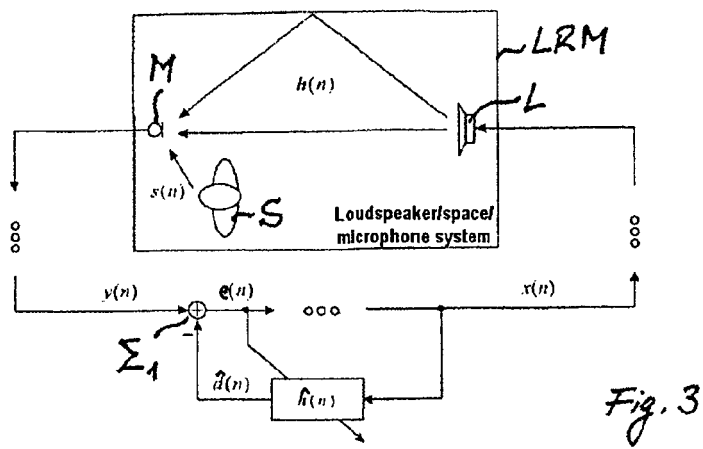 LRM
M
h(n)
L
s(n)
S
Loudspeaker/space/
microphone system
y(n)
e(n)
x(n)
Σ1
−
d̂(n)
ĥ(n)
Fig. 3